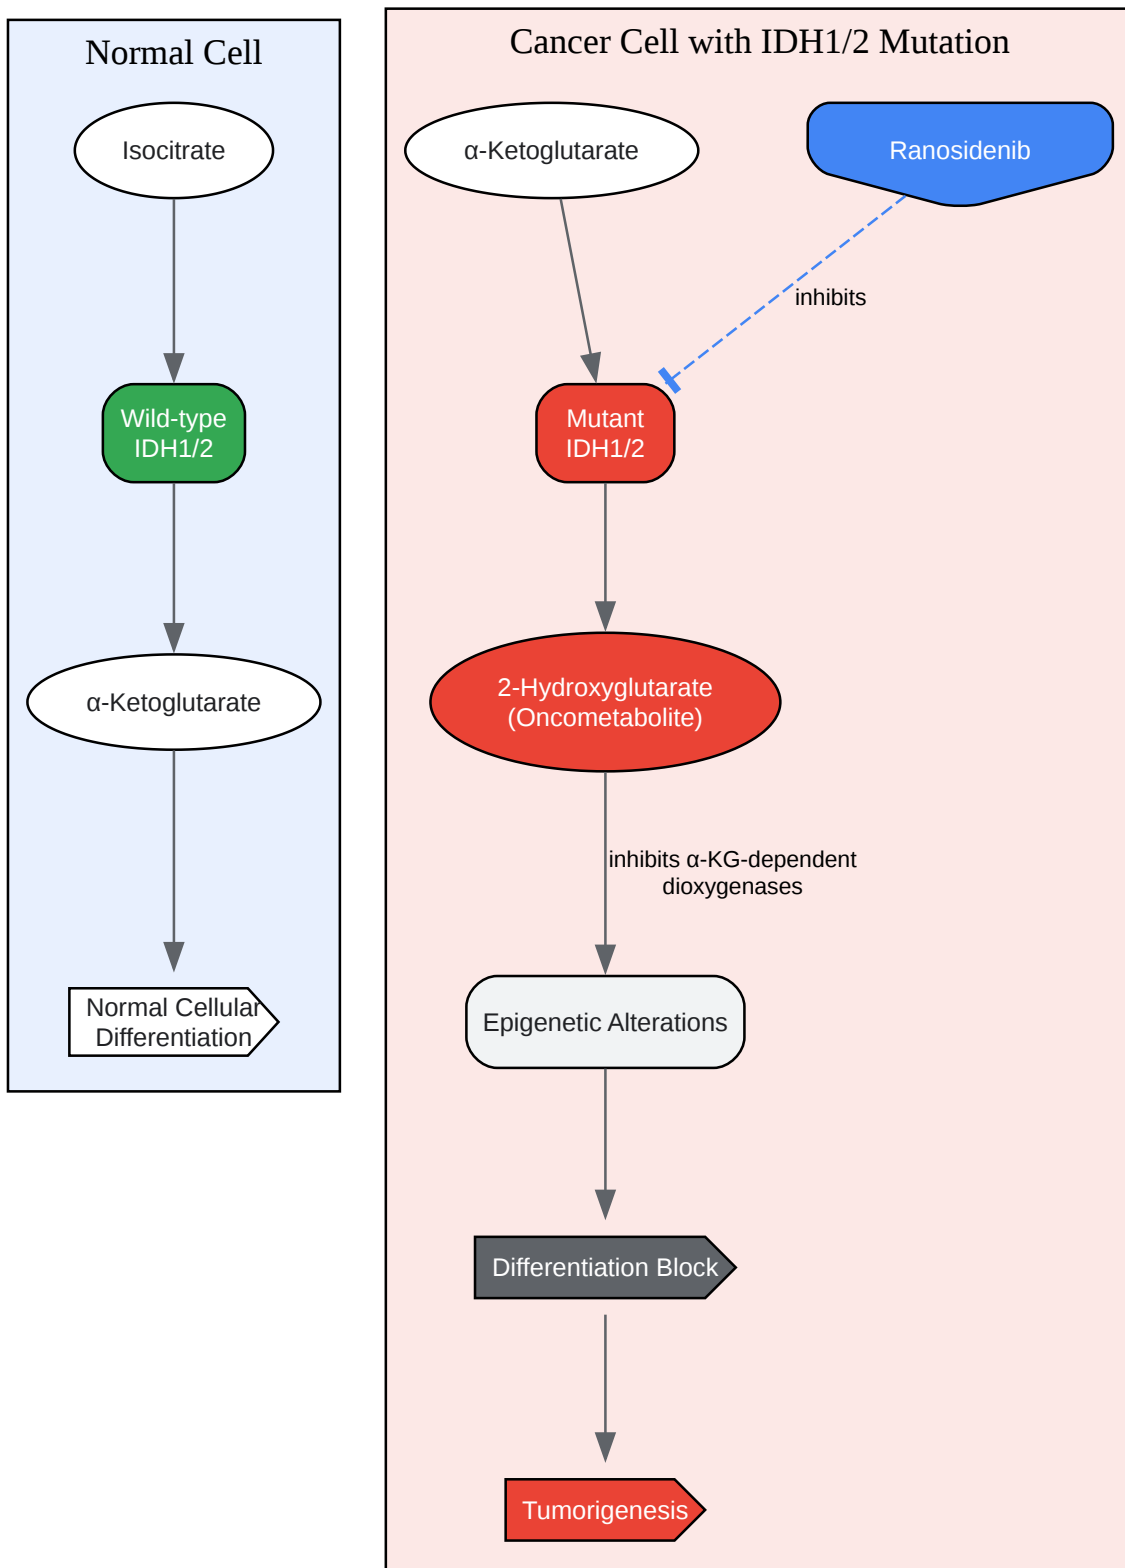 Normal Cell
Isocitrate
Wild-type
IDH1/2
α-Ketoglutarate
Normal Cellular
Differentiation
Cancer Cell with IDH1/2 Mutation
α-Ketoglutarate
Ranosidenib
inhibits
Mutant
IDH1/2
2-Hydroxyglutarate
(Oncometabolite)
inhibits α-KG-dependent
dioxygenases
Epigenetic Alterations
Differentiation Block
Tumorigenesis